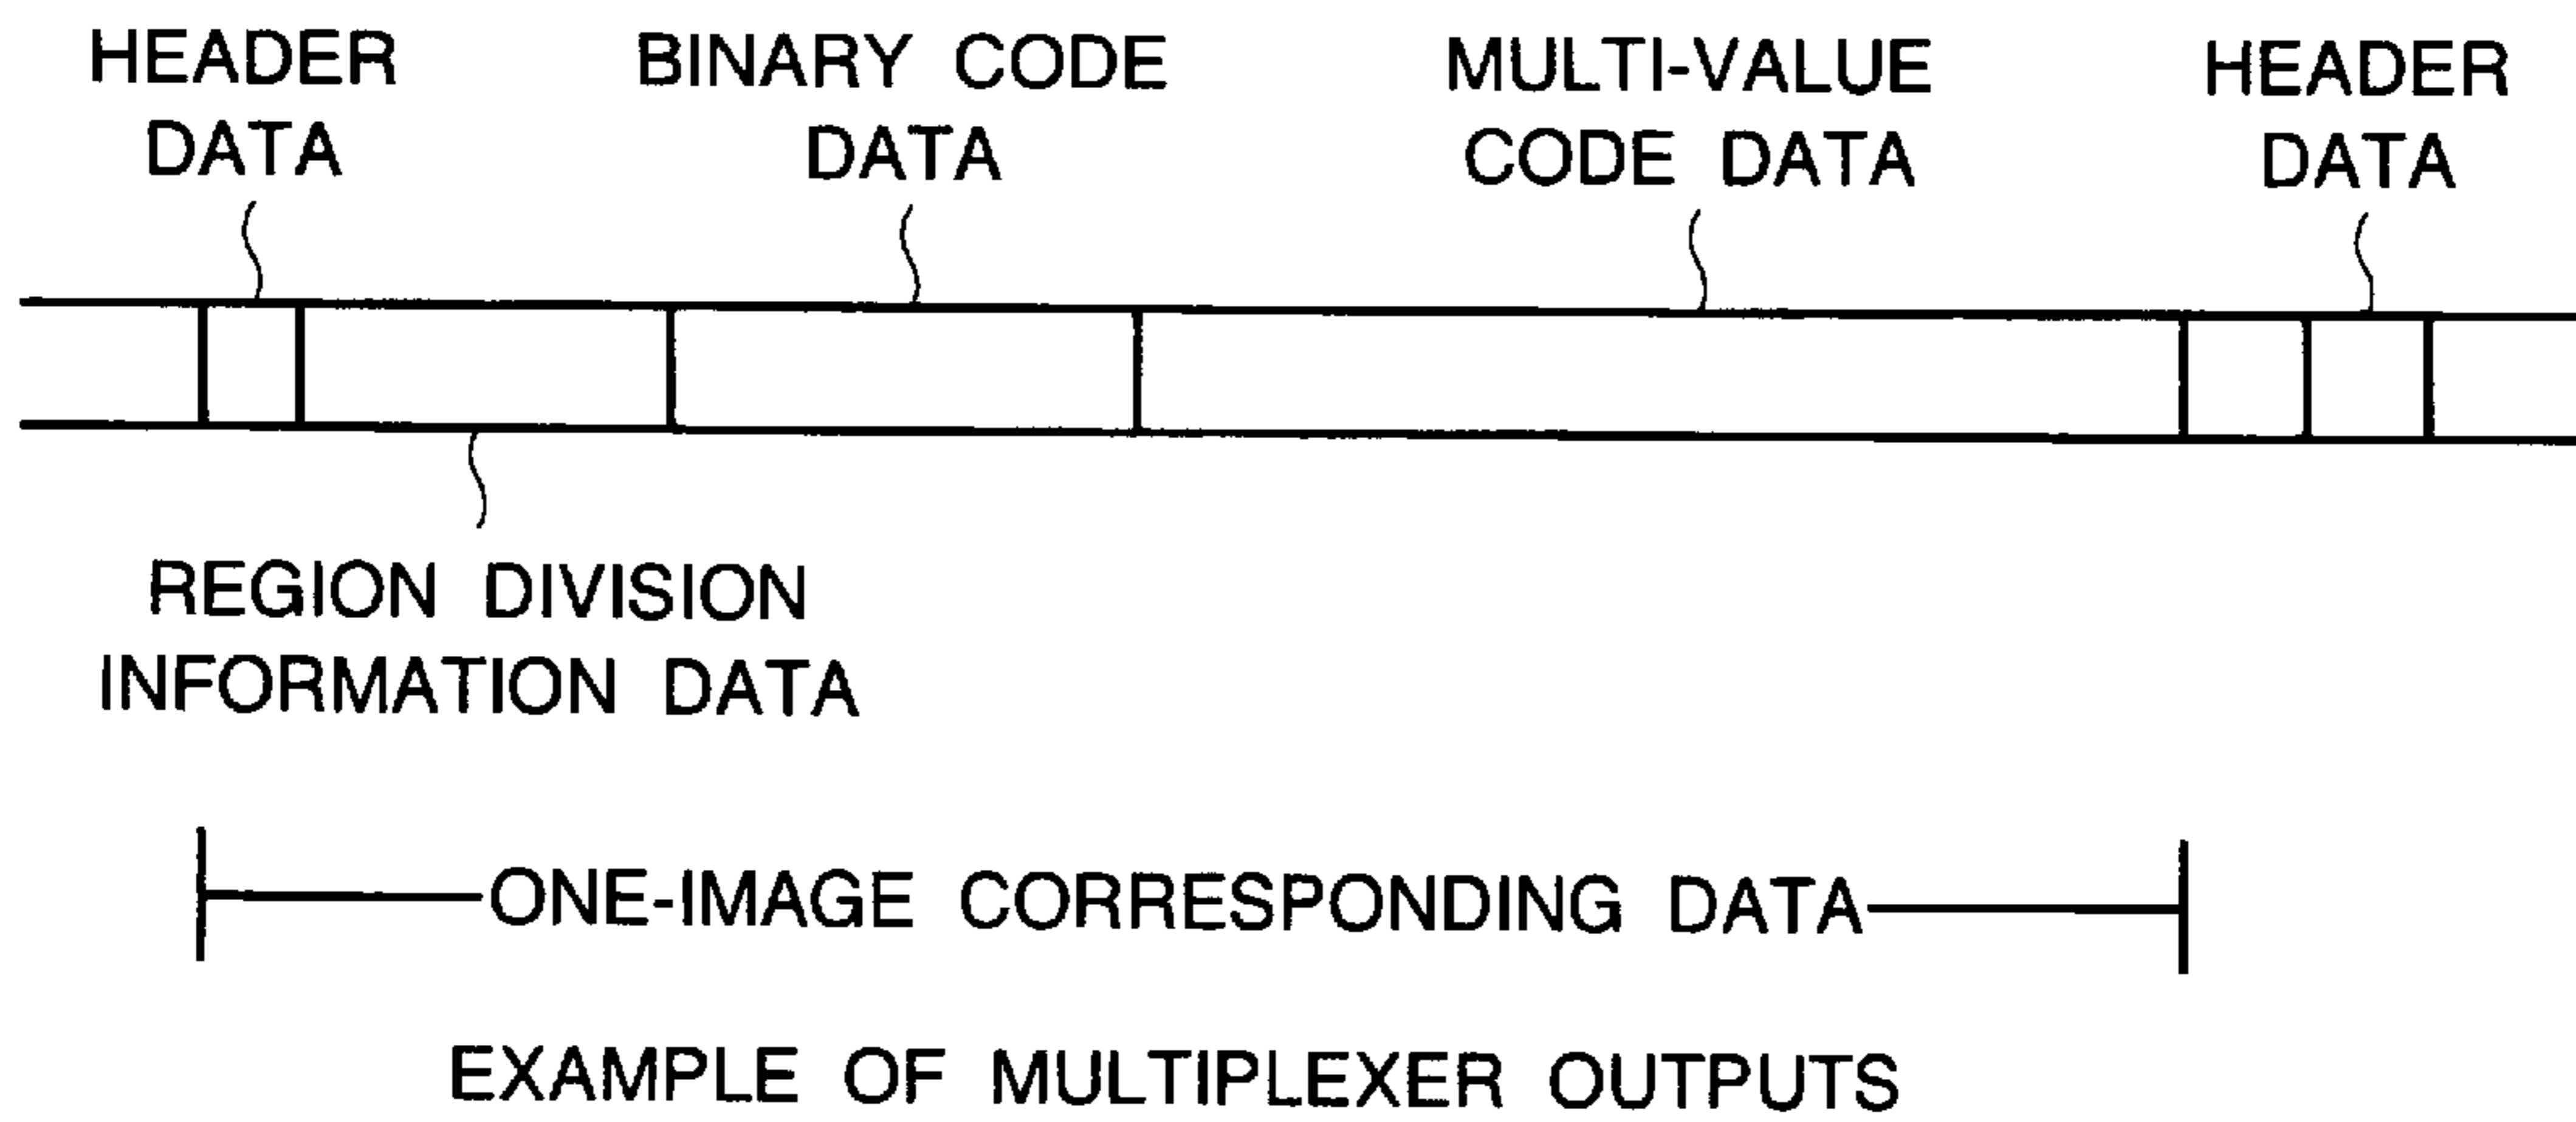 HEADER
DATA
BINARY CODE
DATA
MULTI-VALUE
CODE DATA
HEADER
DATA
REGION DIVISION
INFORMATION DATA
ONE-IMAGE CORRESPONDING DATA
EXAMPLE OF MULTIPLEXER OUTPUTS